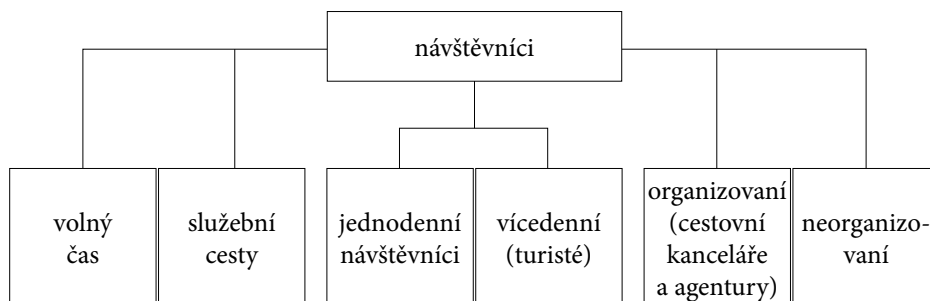 návštěvníci
volný
čas
služební
cesty
jednodenní
návštěvníci
vícedenní
(turisté)
organizovaní
(cestovní
kanceláře
a agentury)
neorganizo-
vaní